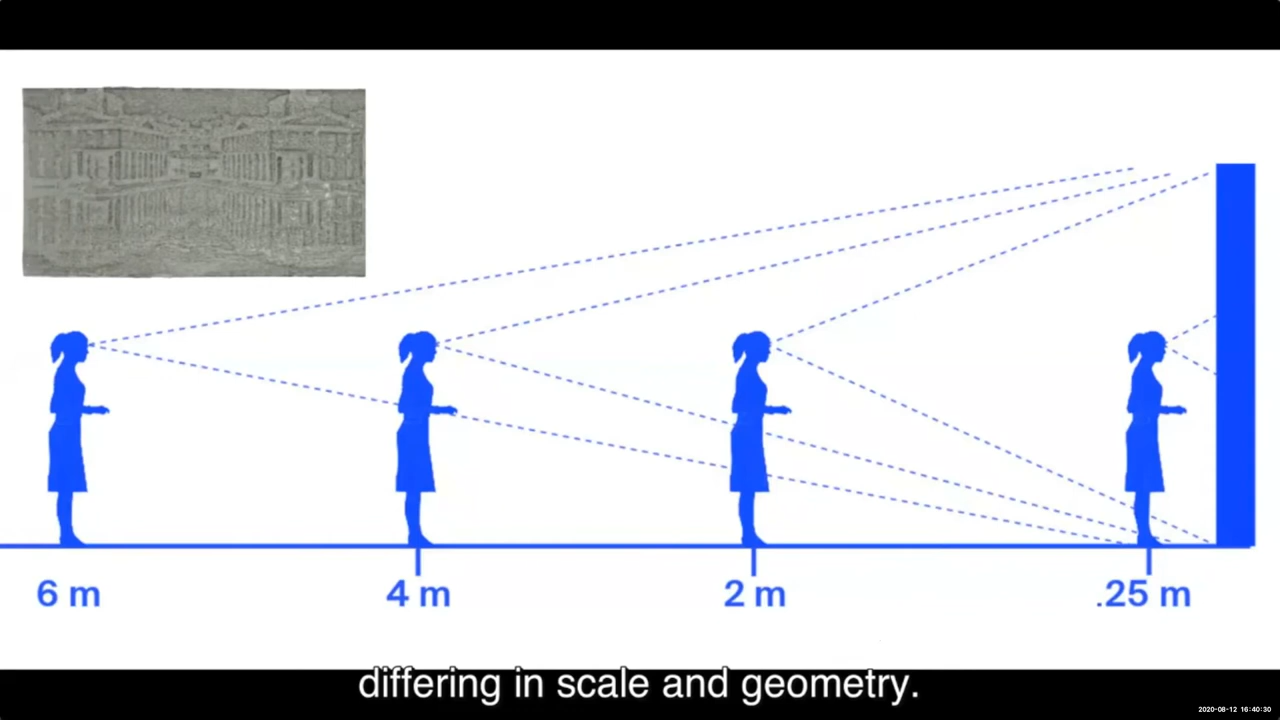 6 m
4 m
2 m
.25 m
differing in scale and geometry.
2020-08-12 16:40:30